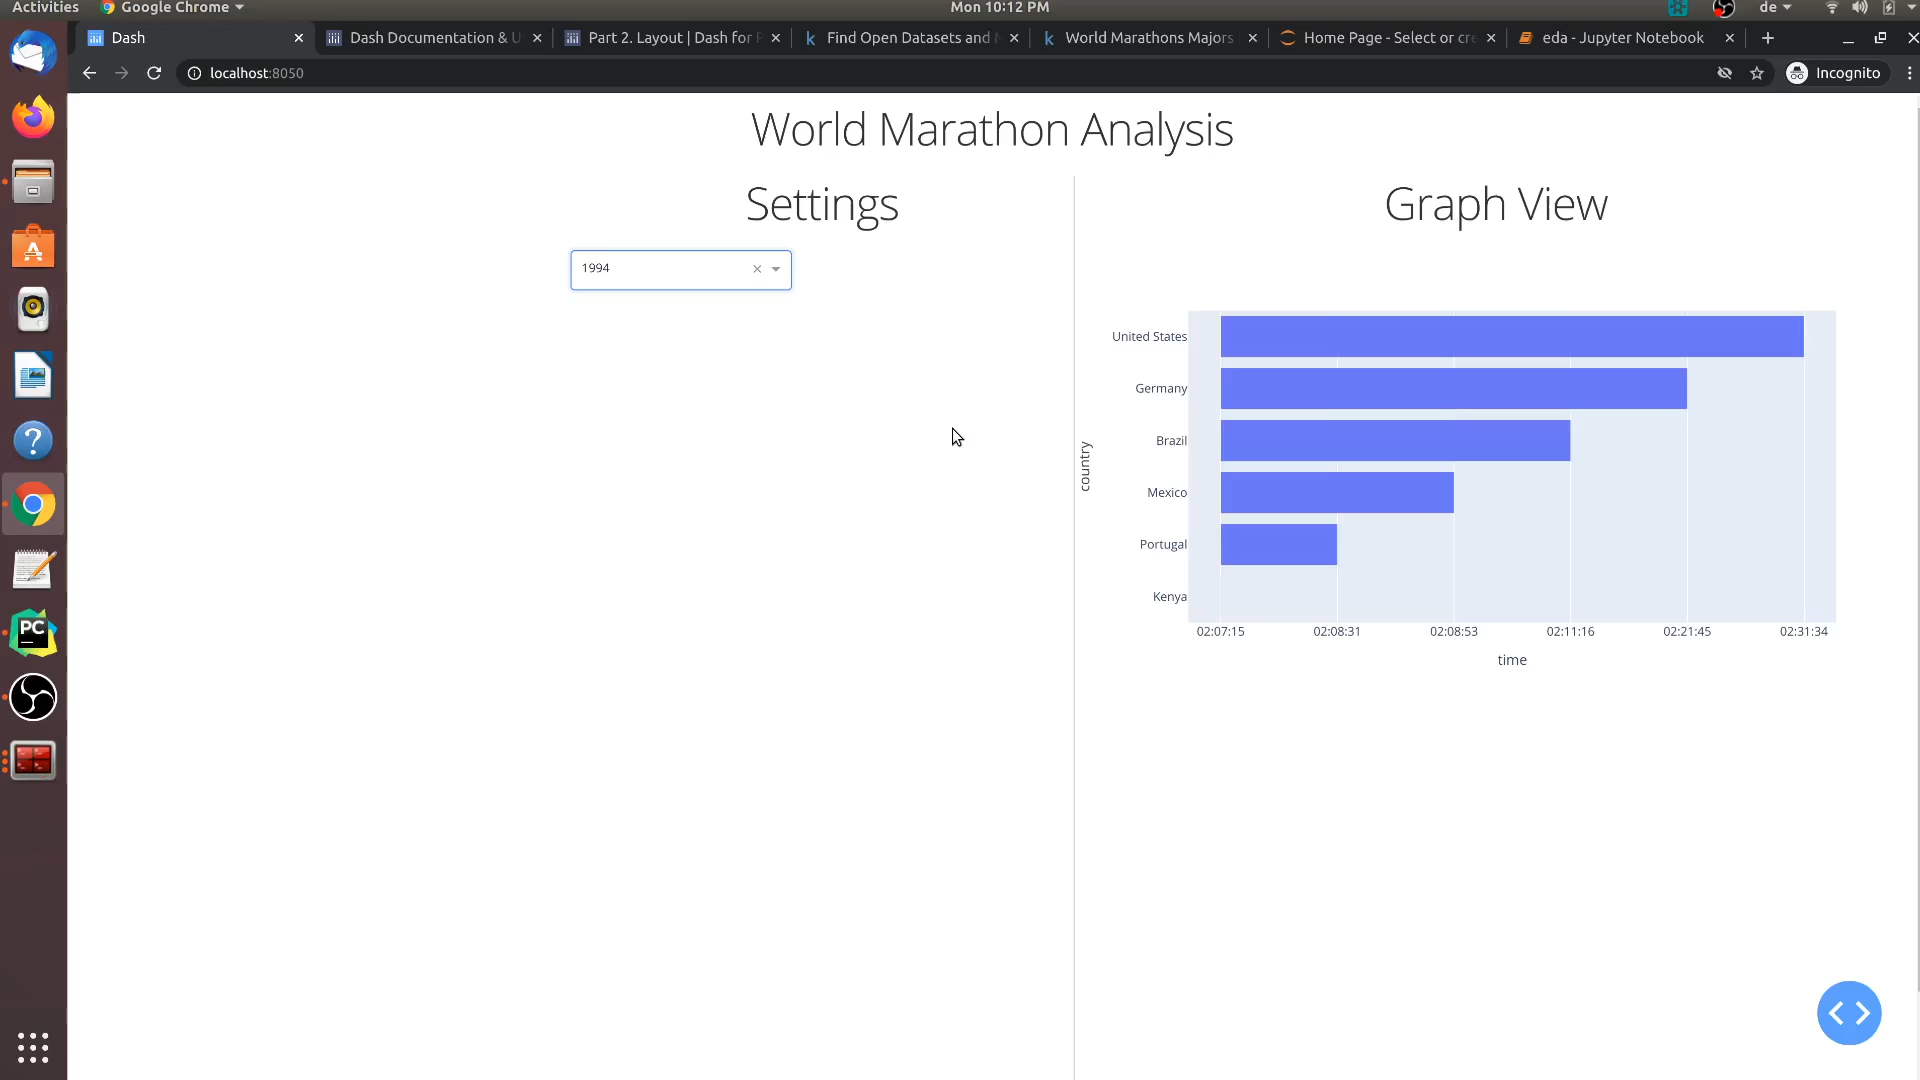 Activities
Google Chrome
Mon 10:12 PM
de
Dash
Dash Documentation & U
Part 2. Layout | Dash for
Find Open Datasets and
World Marathons Majors
Home Page - Select or cre
eda - Jupyter Notebook
localhost:8050
Incognito
World Marathon Analysis
Settings
Graph View
1994
United States
Germany
Brazil
Mexico
Portugal
Kenya
country
02:07:15
02:08:31
02:08:53
02:11:16
02:21:45
02:31:34
time
PC